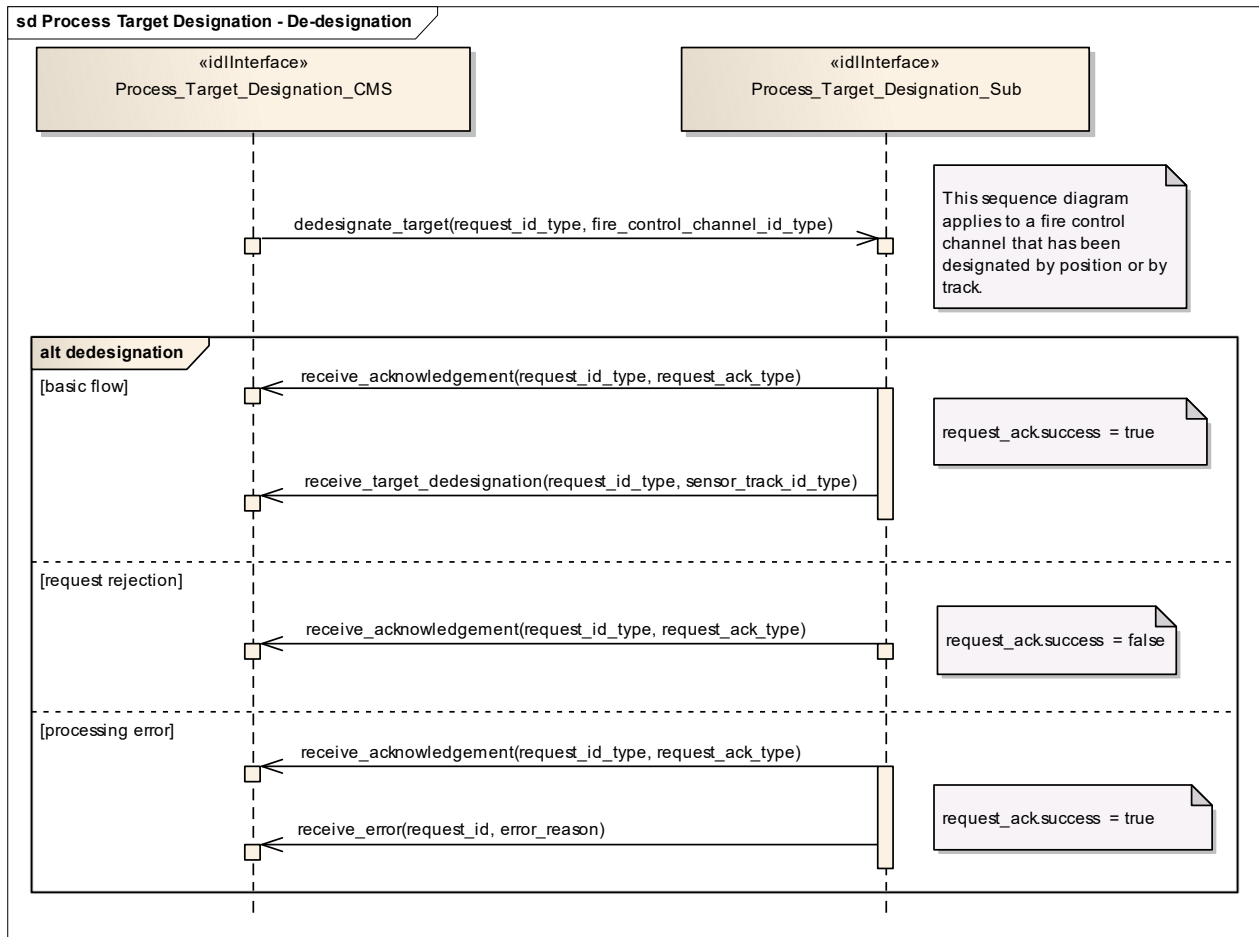 sd Process Target Designation - De-designation
«idlInterface»
Process_Target_Designation_CMS
«idlInterface»
Process_Target_Designation_Sub
This sequence diagram
applies to a fire control
channel that has been
designated by position or by
track.
dedesignate_target(request_id_type, fire_control_channel_id_type)
alt dedesignation
[basic flow]
receive_acknowledgement(request_id_type, request_ack_type)
request_ack.success = true
receive_target_dedesignation(request_id_type, sensor_track_id_type)
[request rejection]
receive_acknowledgement(request_id_type, request_ack_type)
request_ack.success = false
[processing error]
receive_acknowledgement(request_id_type, request_ack_type)
request_ack.success = true
receive_error(request_id, error_reason)